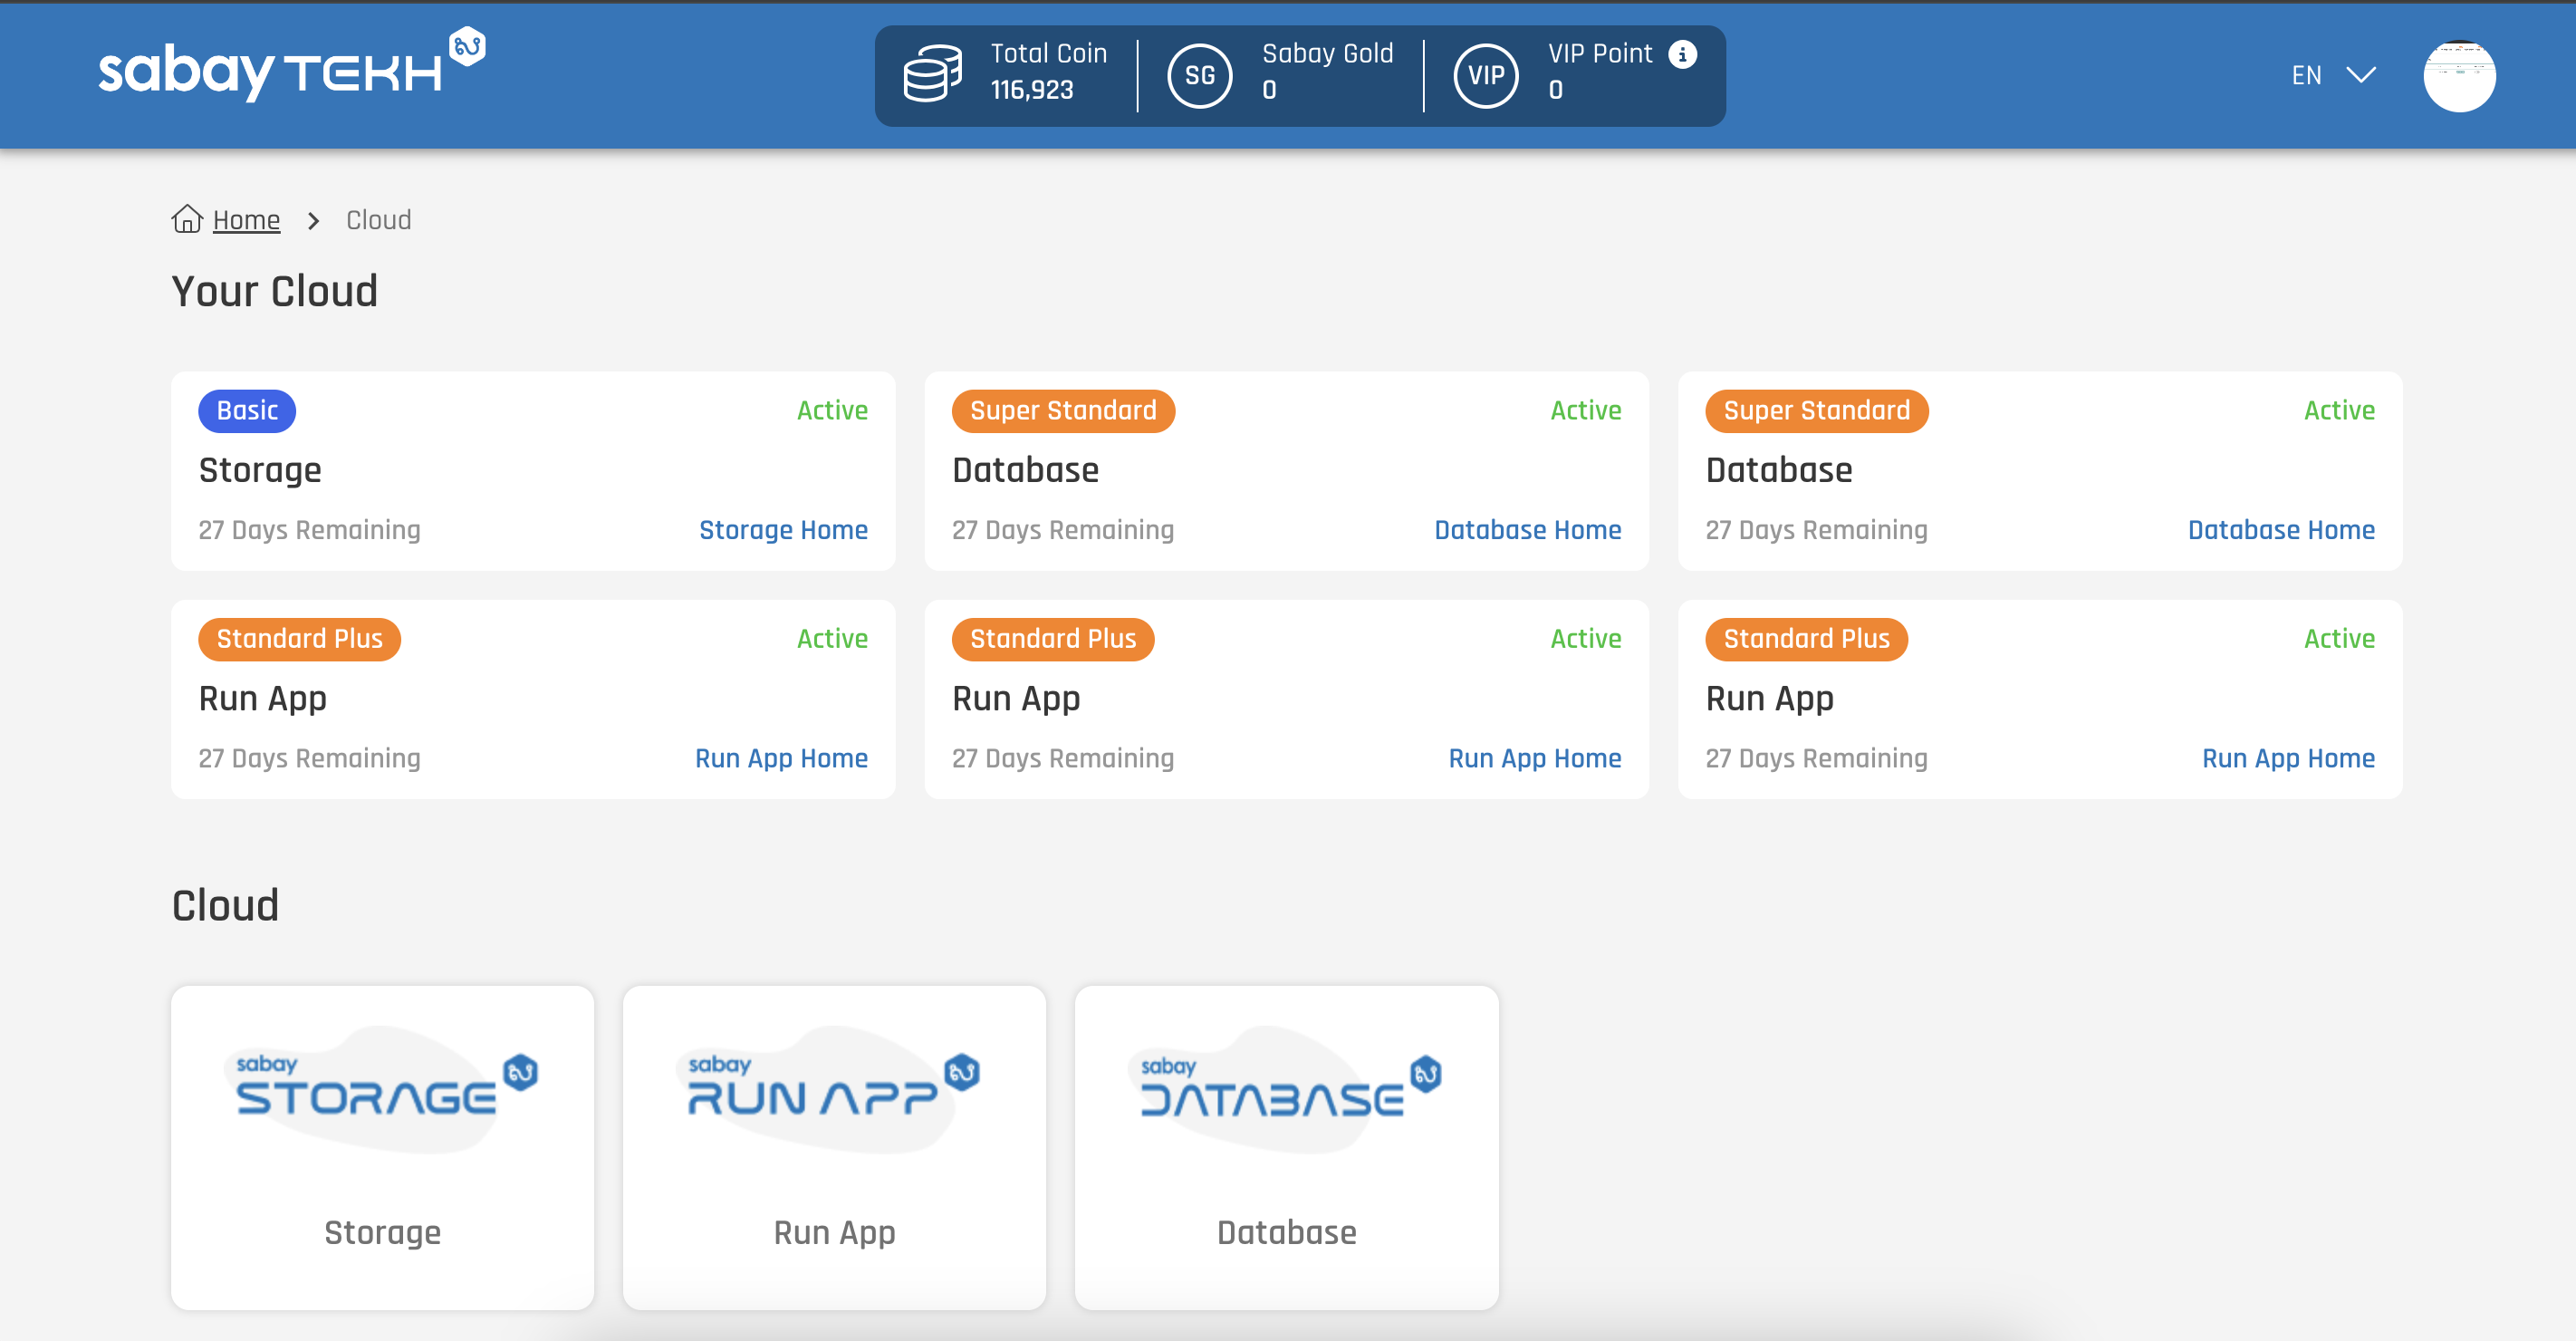 sabay TEKH
Total Coin
116,923
SG
Sabay Gold
0
VIP
VIP Point
0
EN
Home > Cloud
Your Cloud
Basic
Active
Storage
27 Days Remaining
Storage Home
Super Standard
Active
Database
27 Days Remaining
Database Home
Super Standard
Active
Database
27 Days Remaining
Database Home
Standard Plus
Active
Run App
27 Days Remaining
Run App Home
Standard Plus
Active
Run App
27 Days Remaining
Run App Home
Standard Plus
Active
Run App
27 Days Remaining
Run App Home
Cloud
sabay
STORAGE
Storage
sabay
RUN APP
Run App
sabay
DATABASE
Database